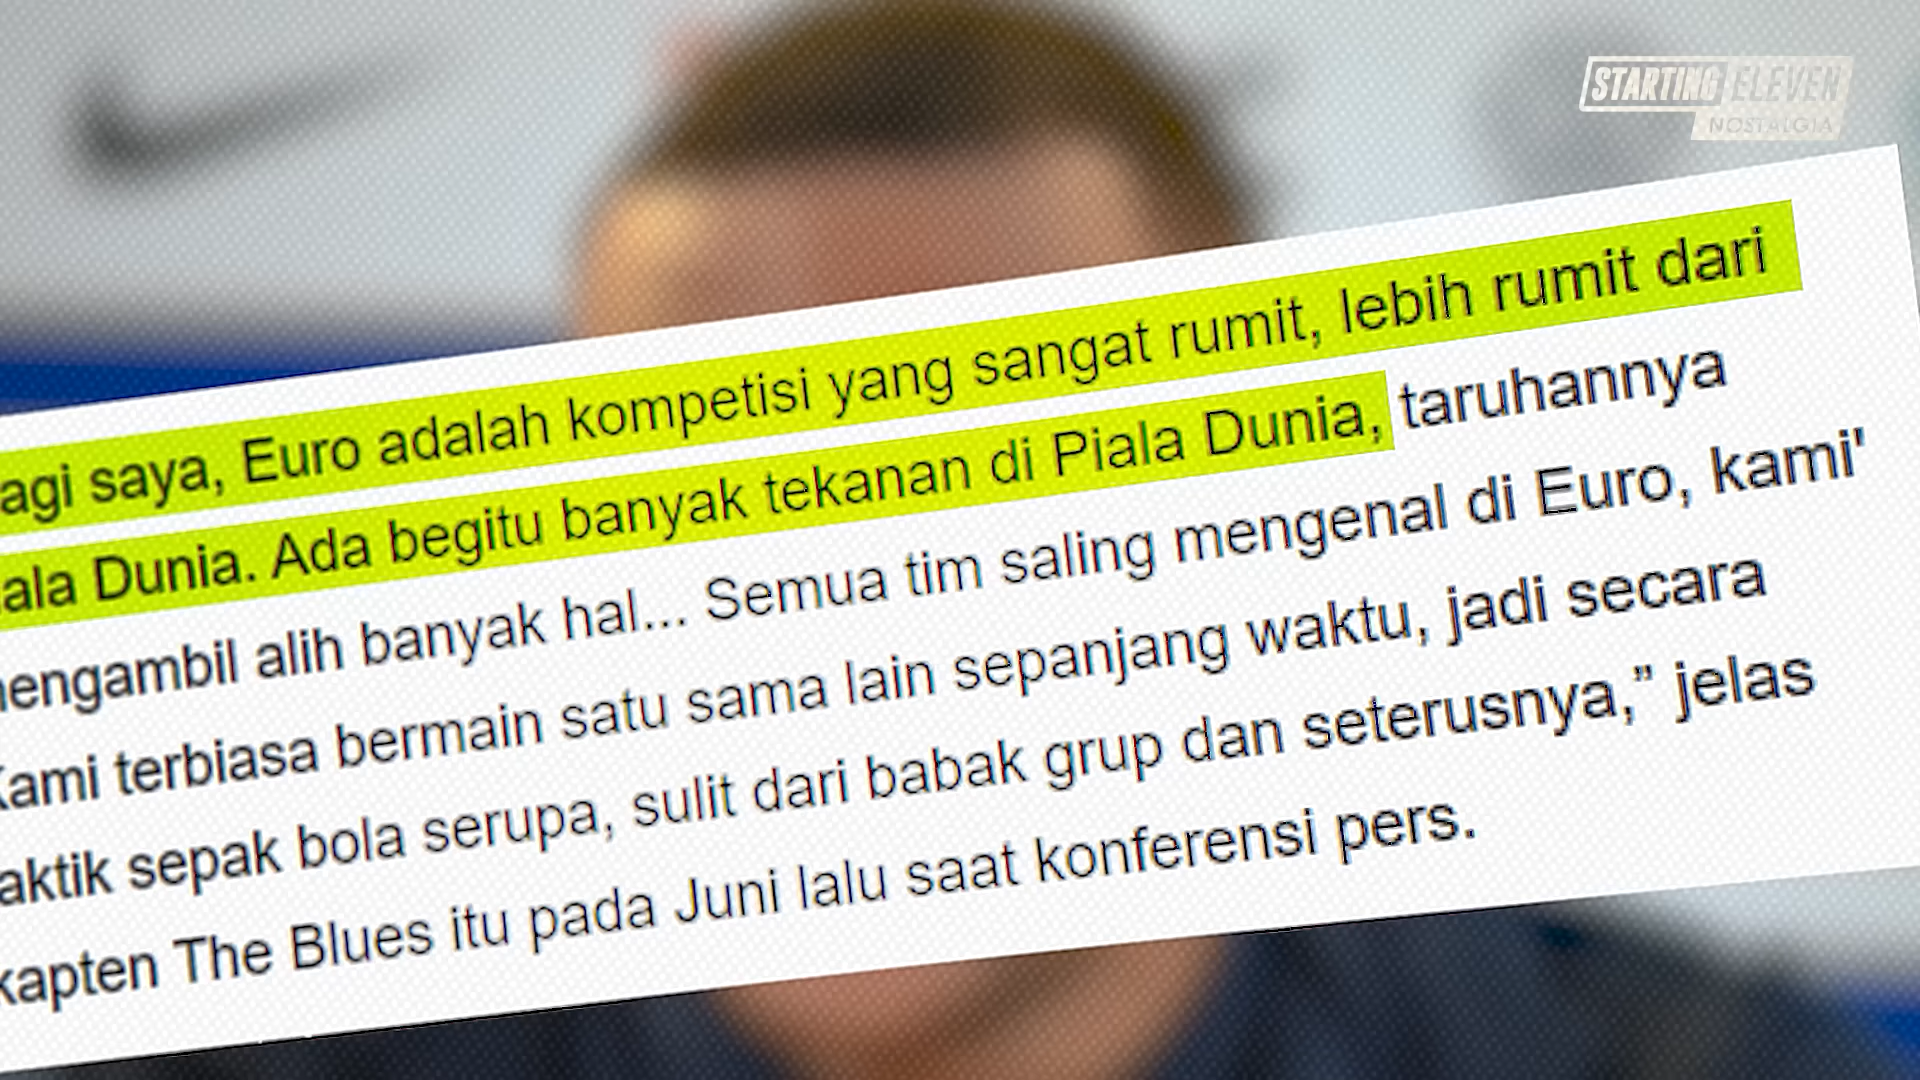 STARTING ELEVEN
NOSTALGIA
agi saya, Euro adalah kompetisi yang sangat rumit, lebih rumit dari
ala Dunia. Ada begitu banyak tekanan di Piala Dunia, taruhannya
engambil alih banyak hal... Semua tim saling mengenal di Euro, kami'
Kami terbiasa bermain satu sama lain sepanjang waktu, jadi secara
aktik sepak bola serupa, sulit dari babak grup dan seterusnya,” jelas
kapten The Blues itu pada Juni lalu saat konferensi pers.